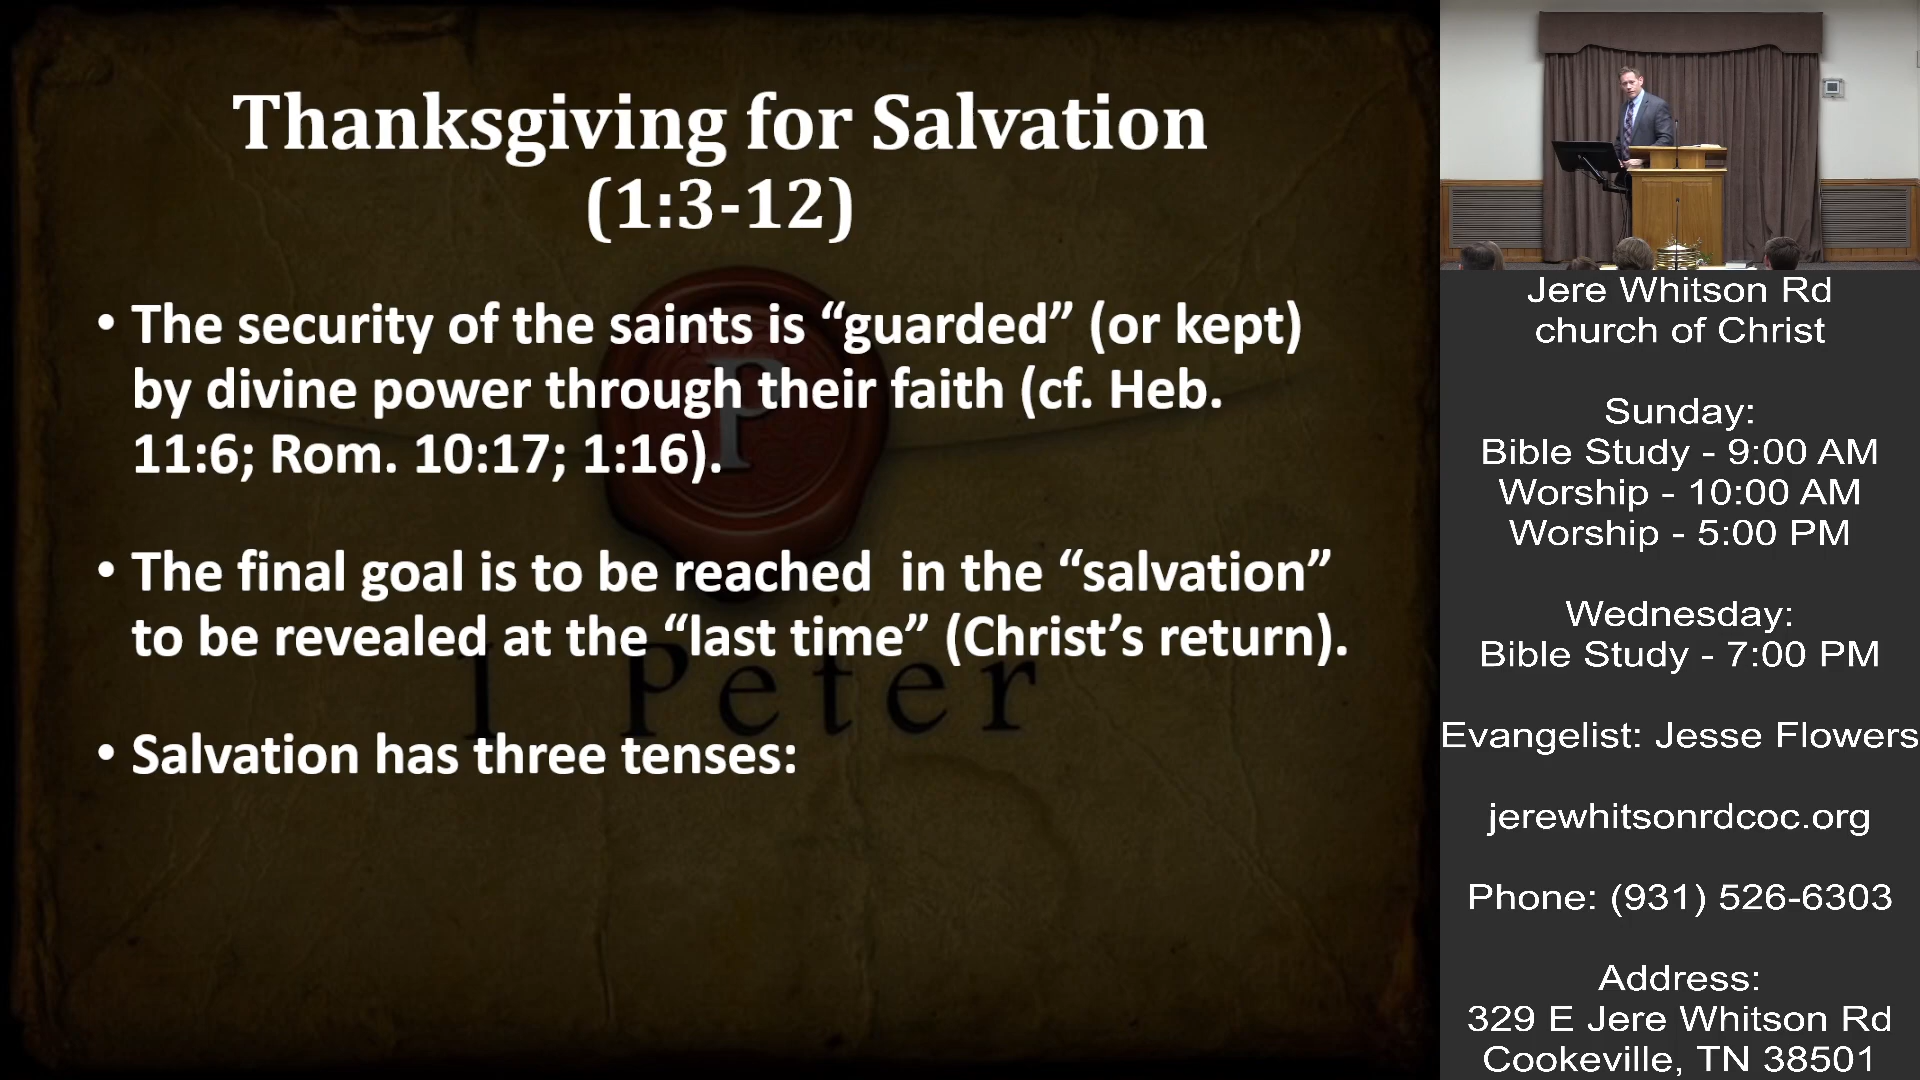 Thanksgiving for Salvation
(1:3-12)
• The security of the saints is “guarded” (or kept)
by divine power through their faith (cf. Heb.
11:6; Rom. 10:17; 1:16).
• The final goal is to be reached  in the “salvation”
to be revealed at the “last time” (Christ’s return).
• Salvation has three tenses:
P
1 Peter
Jere Whitson Rd
church of Christ
Sunday:
Bible Study - 9:00 AM
Worship - 10:00 AM
Worship - 5:00 PM
Wednesday:
Bible Study - 7:00 PM
Evangelist: Jesse Flowers
jerewhitsonrdcoc.org
Phone: (931) 526-6303
Address:
329 E Jere Whitson Rd
Cookeville, TN 38501